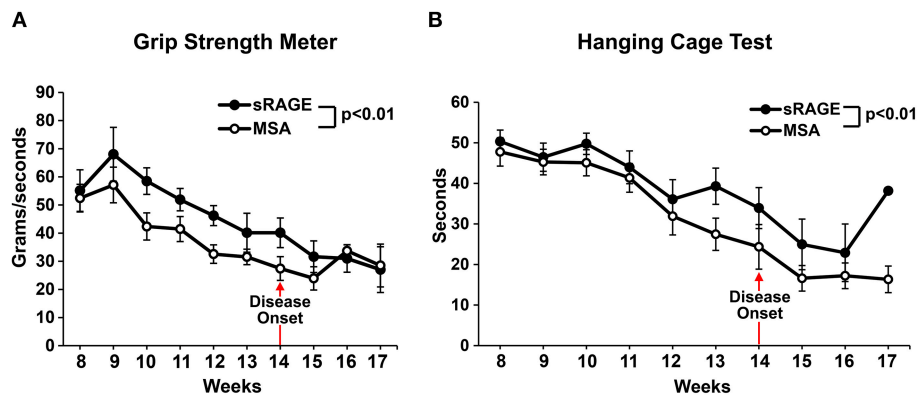 A
Grip Strength Meter
90
80
70
60
50
40
30
20
10
0
Grams/seconds
sRAGE
MSA
p<0.01
Disease
Onset
8 9 10 11 12 13 14 15 16 17
Weeks
B
Hanging Cage Test
60
50
40
30
20
10
0
Seconds
sRAGE
MSA
p<0.01
Disease
Onset
8 9 10 11 12 13 14 15 16 17
Weeks